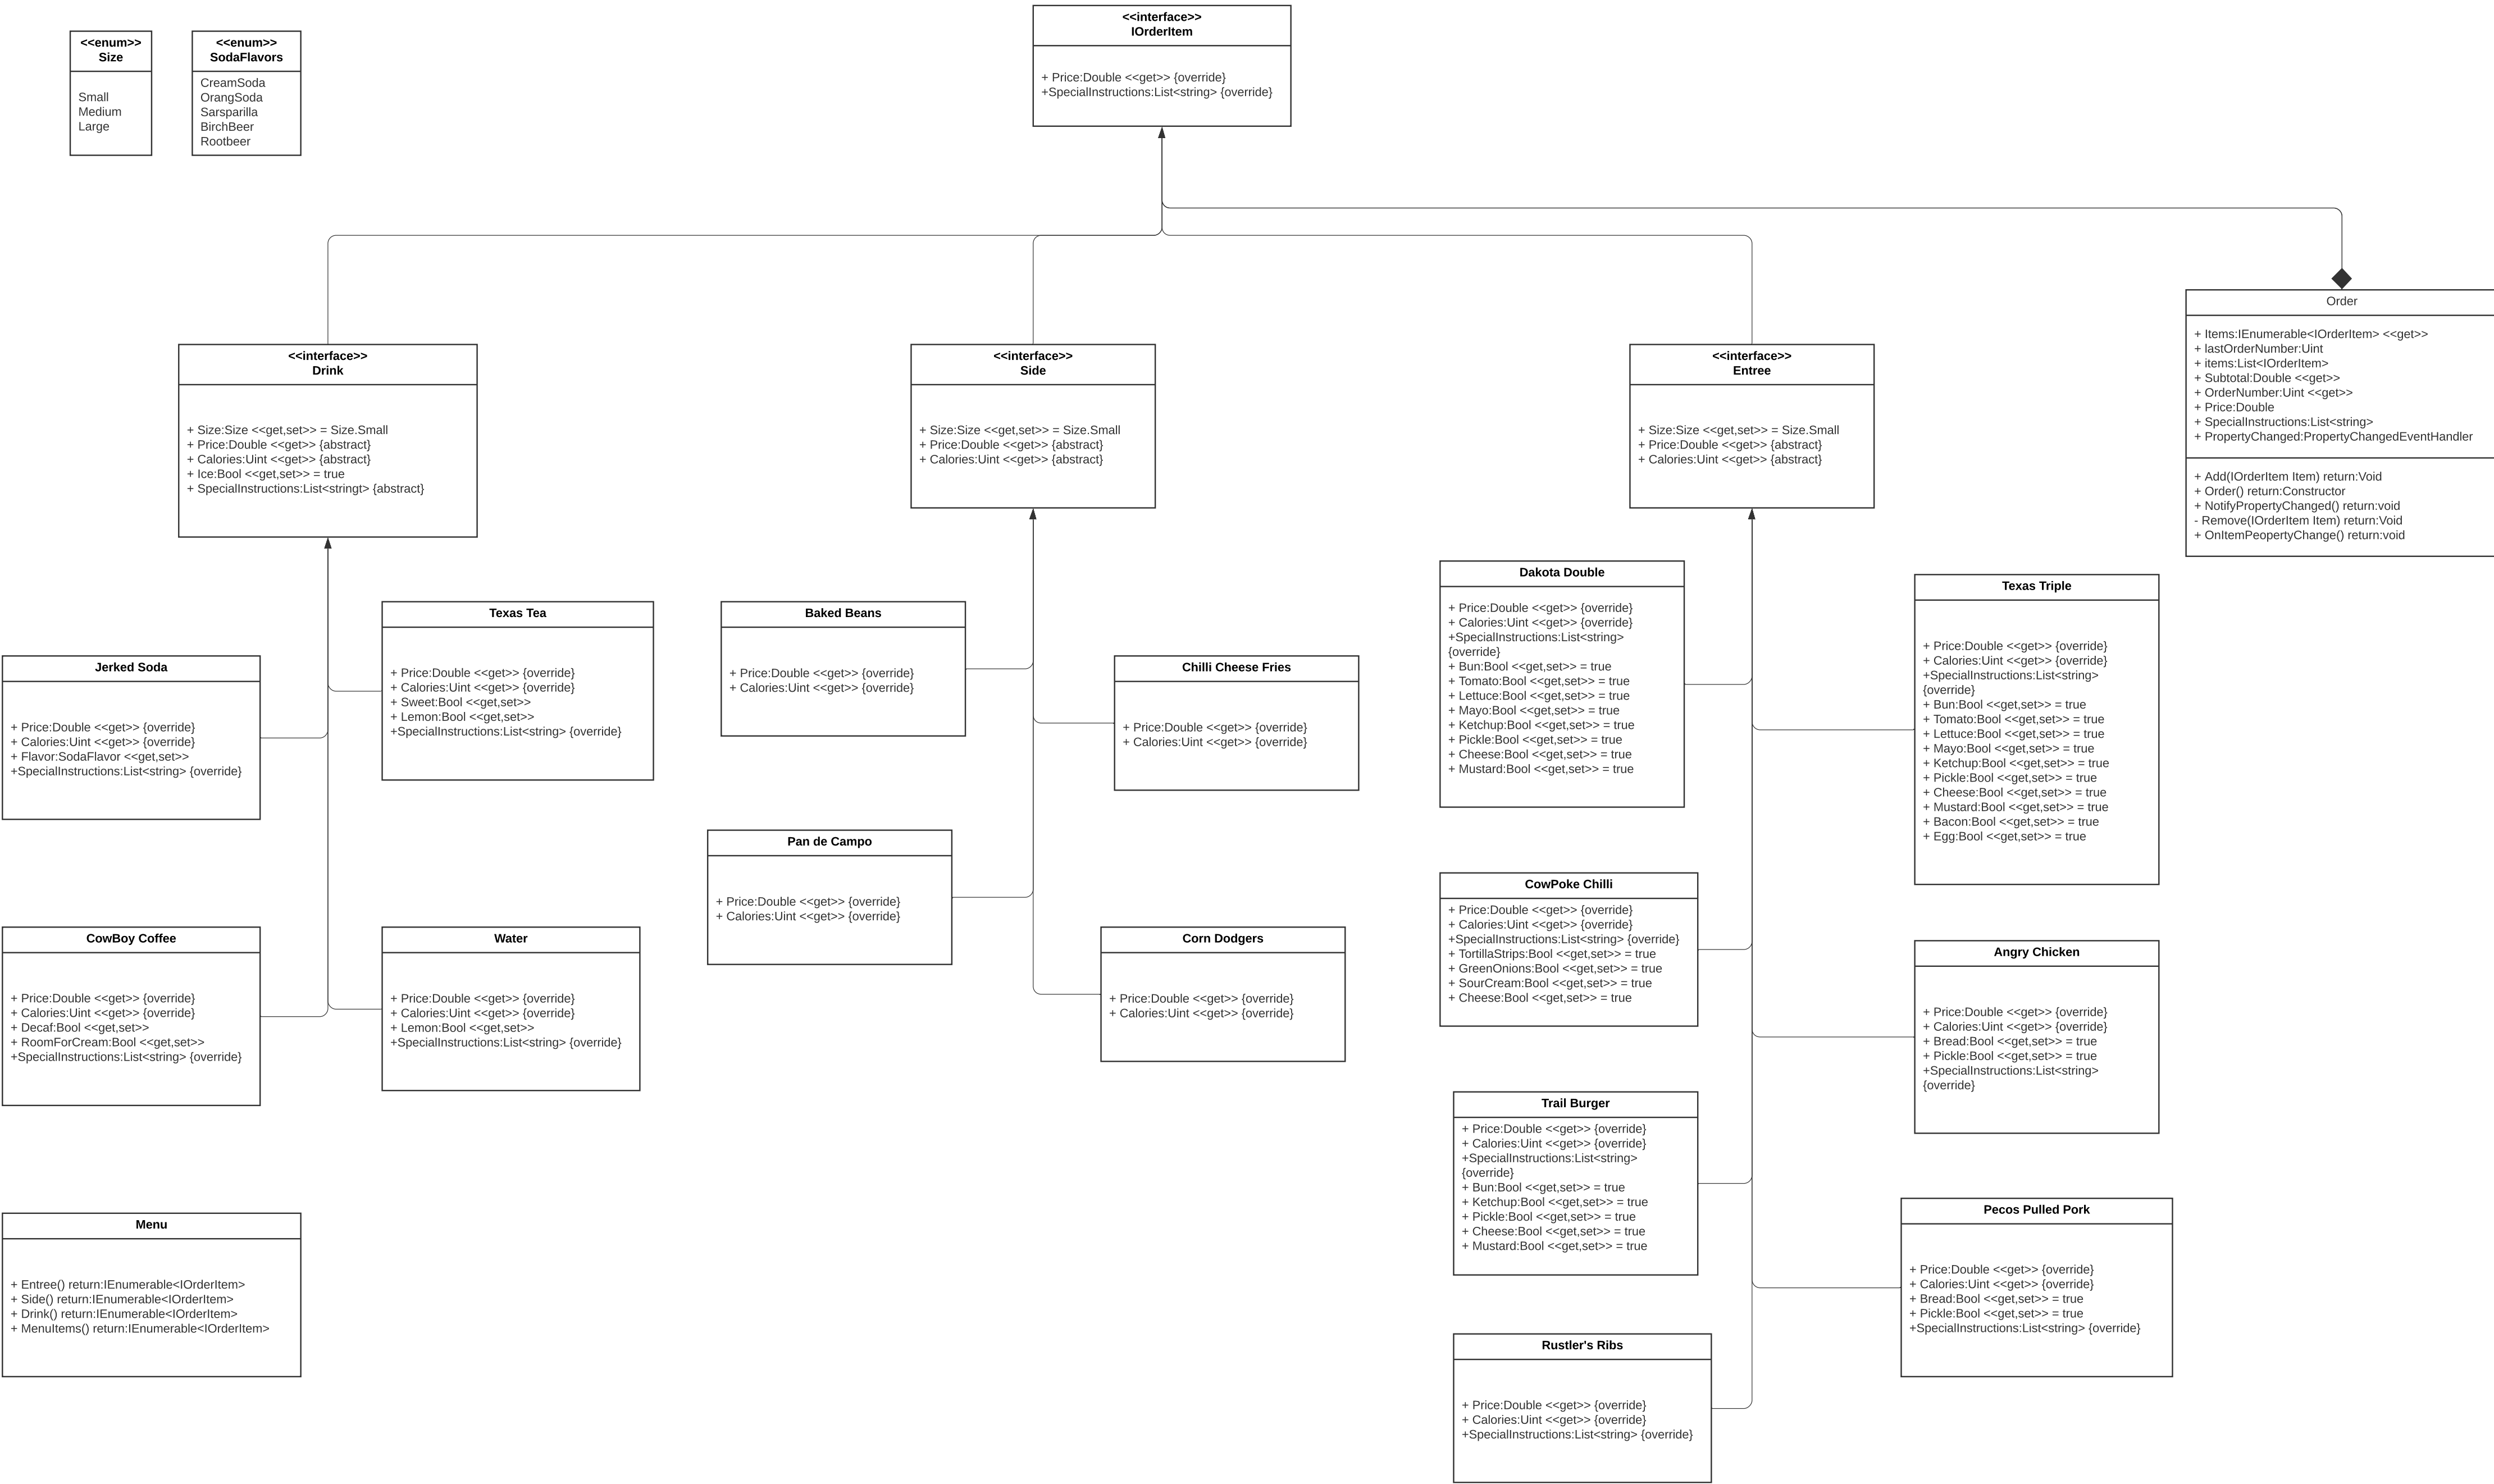 <<enum>>
Size
Small
Medium
Large
<<enum>>
SodaFlavors
CreamSoda
OrangSoda
Sarsparilla
BirchBeer
Rootbeer
<<interface>>
IOrderItem
+ Price:Double <<get>> {override}
+SpecialInstructions:List<string> {override}
<<interface>>
Drink
+ Size:Size <<get,set>> = Size.Small
+ Price:Double <<get>> {abstract}
+ Calories:Uint <<get>> {abstract}
+ Ice:Bool <<get,set>> = true
+ SpecialInstructions:List<stringt> {abstract}
<<interface>>
Side
+ Size:Size <<get,set>> = Size.Small
+ Price:Double <<get>> {abstract}
+ Calories:Uint <<get>> {abstract}
<<interface>>
Entree
+ Size:Size <<get,set>> = Size.Small
+ Price:Double <<get>> {abstract}
+ Calories:Uint <<get>> {abstract}
Order
+ Items:IEnumerable<IOrderItem> <<get>>
+ lastOrderNumber:Uint
+ items:List<IOrderItem>
+ Subtotal:Double <<get>>
+ OrderNumber:Uint <<get>>
+ Price:Double
+ SpecialInstructions:List<string>
+ PropertyChanged:PropertyChangedEventHandler
+ Add(IOrderItem Item) return:Void
+ Order() return:Constructor
+ NotifyPropertyChanged() return:void
- Remove(IOrderItem Item) return:Void
+ OnItemPeopertyChange() return:void
Jerked Soda
+ Price:Double <<get>> {override}
+ Calories:Uint <<get>> {override}
+ Flavor:SodaFlavor <<get,set>>
+SpecialInstructions:List<string> {override}
Texas Tea
+ Price:Double <<get>> {override}
+ Calories:Uint <<get>> {override}
+ Sweet:Bool <<get,set>>
+ Lemon:Bool <<get,set>>
+SpecialInstructions:List<string> {override}
Baked Beans
+ Price:Double <<get>> {override}
+ Calories:Uint <<get>> {override}
Chilli Cheese Fries
+ Price:Double <<get>> {override}
+ Calories:Uint <<get>> {override}
Dakota Double
+ Price:Double <<get>> {override}
+ Calories:Uint <<get>> {override}
+SpecialInstructions:List<string>
{override}
+ Bun:Bool <<get,set>> = true
+ Tomato:Bool <<get,set>> = true
+ Lettuce:Bool <<get,set>> = true
+ Mayo:Bool <<get,set>> = true
+ Ketchup:Bool <<get,set>> = true
+ Pickle:Bool <<get,set>> = true
+ Cheese:Bool <<get,set>> = true
+ Mustard:Bool <<get,set>> = true
Texas Triple
+ Price:Double <<get>> {override}
+ Calories:Uint <<get>> {override}
+SpecialInstructions:List<string>
{override}
+ Bun:Bool <<get,set>> = true
+ Tomato:Bool <<get,set>> = true
+ Lettuce:Bool <<get,set>> = true
+ Mayo:Bool <<get,set>> = true
+ Ketchup:Bool <<get,set>> = true
+ Pickle:Bool <<get,set>> = true
+ Cheese:Bool <<get,set>> = true
+ Mustard:Bool <<get,set>> = true
+ Bacon:Bool <<get,set>> = true
+ Egg:Bool <<get,set>> = true
Pan de Campo
+ Price:Double <<get>> {override}
+ Calories:Uint <<get>> {override}
CowPoke Chilli
+ Price:Double <<get>> {override}
+ Calories:Uint <<get>> {override}
+SpecialInstructions:List<string> {override}
+ TortillaStrips:Bool <<get,set>> = true
+ GreenOnions:Bool <<get,set>> = true
+ SourCream:Bool <<get,set>> = true
+ Cheese:Bool <<get,set>> = true
CowBoy Coffee
+ Price:Double <<get>> {override}
+ Calories:Uint <<get>> {override}
+ Decaf:Bool <<get,set>>
+ RoomForCream:Bool <<get,set>>
+SpecialInstructions:List<string> {override}
Water
+ Price:Double <<get>> {override}
+ Calories:Uint <<get>> {override}
+ Lemon:Bool <<get,set>>
+SpecialInstructions:List<string> {override}
Corn Dodgers
+ Price:Double <<get>> {override}
+ Calories:Uint <<get>> {override}
Angry Chicken
+ Price:Double <<get>> {override}
+ Calories:Uint <<get>> {override}
+ Bread:Bool <<get,set>> = true
+ Pickle:Bool <<get,set>> = true
+SpecialInstructions:List<string>
{override}
Trail Burger
+ Price:Double <<get>> {override}
+ Calories:Uint <<get>> {override}
+SpecialInstructions:List<string>
{override}
+ Bun:Bool <<get,set>> = true
+ Ketchup:Bool <<get,set>> = true
+ Pickle:Bool <<get,set>> = true
+ Cheese:Bool <<get,set>> = true
+ Mustard:Bool <<get,set>> = true
Pecos Pulled Pork
+ Price:Double <<get>> {override}
+ Calories:Uint <<get>> {override}
+ Bread:Bool <<get,set>> = true
+ Pickle:Bool <<get,set>> = true
+SpecialInstructions:List<string> {override}
Menu
+ Entree() return:IEnumerable<IOrderItem>
+ Side() return:IEnumerable<IOrderItem>
+ Drink() return:IEnumerable<IOrderItem>
+ MenuItems() return:IEnumerable<IOrderItem>
Rustler's Ribs
+ Price:Double <<get>> {override}
+ Calories:Uint <<get>> {override}
+SpecialInstructions:List<string> {override}